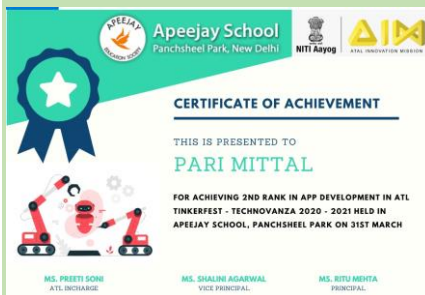 APEEJAY
EDUCATION SOCIETY
Apeejay School
Panchsheel Park, New Delhi
NITI Aayog
AIM
ATAL INNOVATION MISSION
CERTIFICATE OF ACHIEVEMENT
THIS IS PRESENTED TO
PARI MITTAL
FOR ACHIEVING 2ND RANK IN APP DEVELOPMENT IN ATL
TINKERFEST - TECHNOVANZA 2020 - 2021 HELD IN
APEEJAY SCHOOL, PANCHSHEEL PARK ON 31ST MARCH
MS. PREETI SONI
ATL INCHARGE
MS. SHALINI AGARWAL
VICE PRINCIPAL
MS. RITU MEHTA
PRINCIPAL